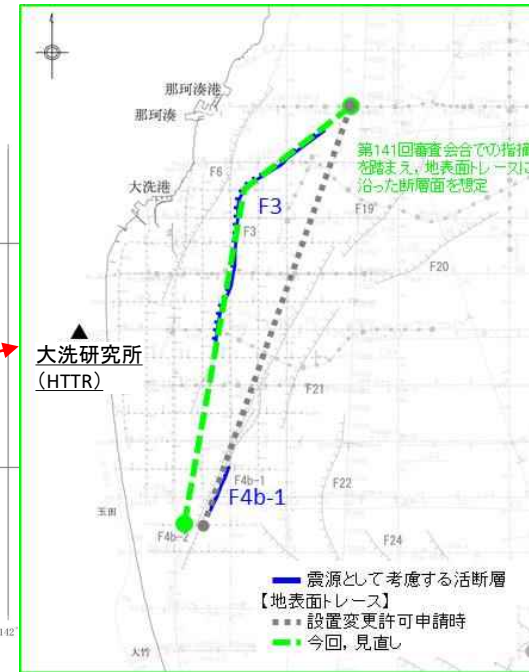 那珂湊港
那珂湊
第141回審査会合での指摘
を踏まえ，地表面トレースに
沿った断層面を想定
大洗港
F6
F3
F3
F19
F20
大洗研究所
(HTTR)
F21
F4b-1
F4b-1
F22
玉田
F4b-2
F24
震源として考慮する活断層
【地表面トレース】
設置変更許可申請時
今回，見直し
142°
大竹